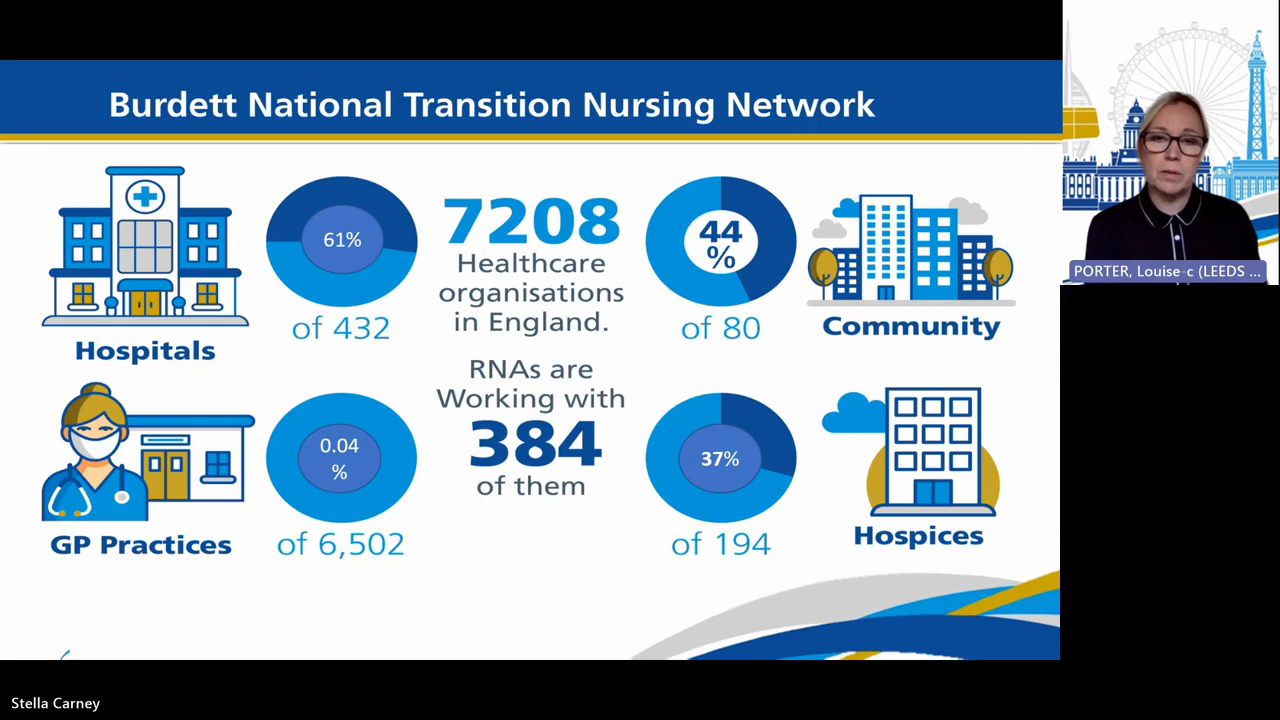 Burdett National Transition Nursing Network
61%
of 432
Hospitals
7208
Healthcare
organisations
in England.
44
%
of 80
Community
0.04
%
of 6,502
GP Practices
RNAs are
Working with
384
of them
37%
of 194
Hospices
PORTER, Louise-c (LEEDS ...
Stella Carney